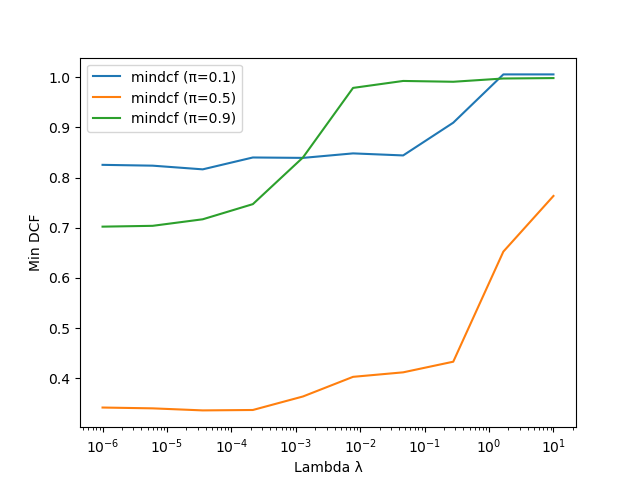 mindcf (π=0.1)
mindcf (π=0.5)
mindcf (π=0.9)
Min DCF
1.0
0.9
0.8
0.7
0.6
0.5
0.4
10⁻⁶ 10⁻⁵ 10⁻⁴ 10⁻³ 10⁻² 10⁻¹ 10⁰ 10¹
Lambda λ